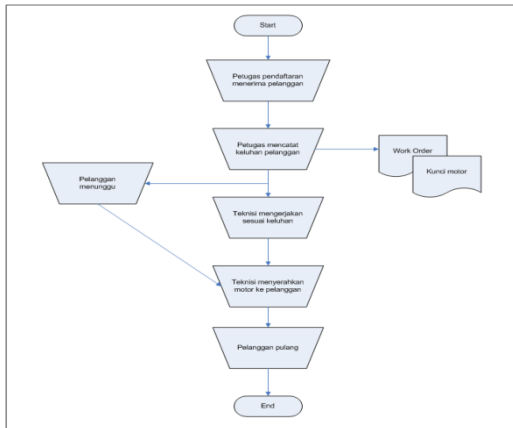 Start
Petugas pendaftaran
menerima pelanggan
Petugas mencatat
keluhan pelanggan
Work Order
Kunci motor
Pelanggan
menunggu
Teknisi mengerjakan
sesuai keluhan
Teknisi menyerahkan
motor ke pelanggan
Pelanggan pulang
End